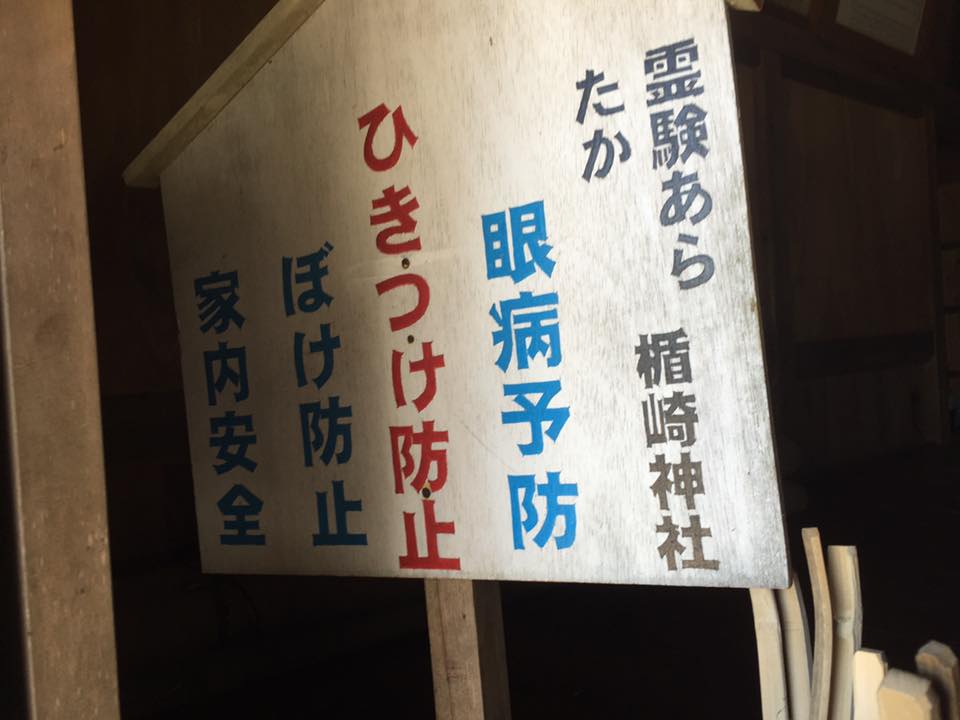 霊験あら
たか
楯崎神社
眼病予防
ひきつけ防止
ぼけ防止
家内安全